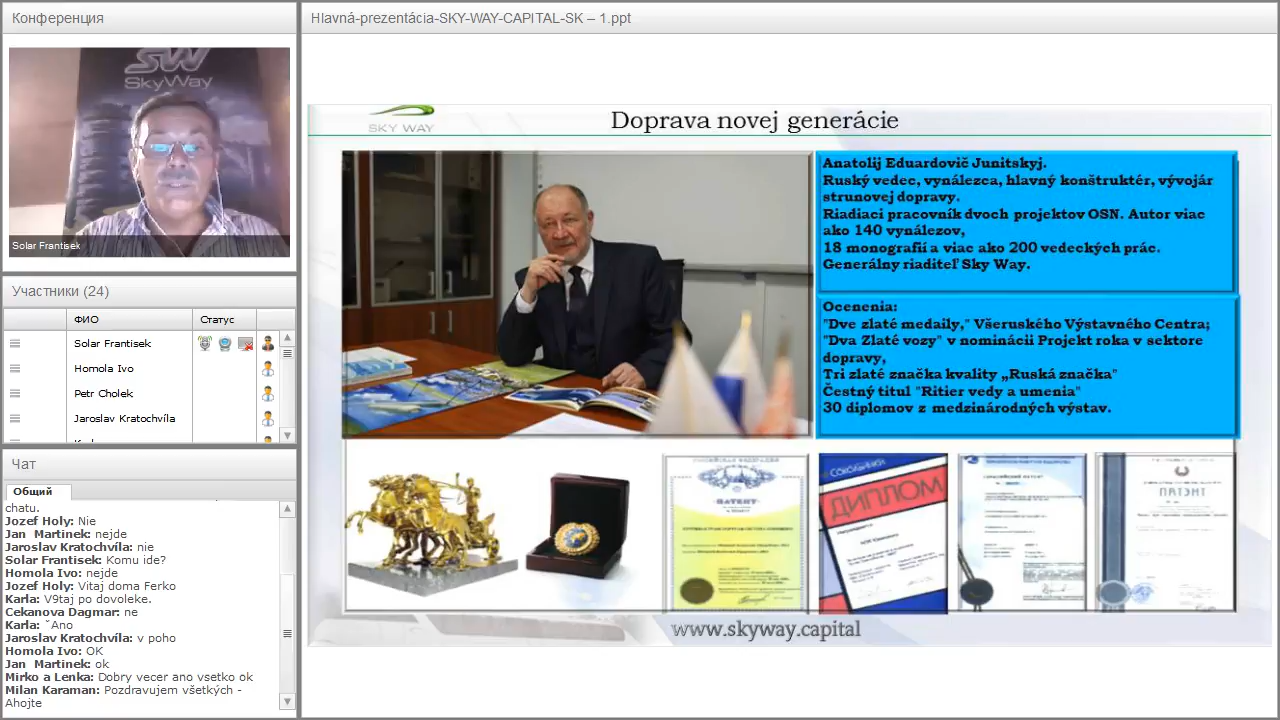 Конференция
SW
SkyWay
Solar Frantisek
Участники (24)
ФИО
Статус
Solar Frantisek
Homola Ivo
Petr Cholek
Jaroslav Kratochvíla
Чат
Общий
chatu.
Jozef Holy: Nie
Jan Martinek: nejde
Jaroslav Kratochvíla: nie
Solar Frantisek: Komu ide?
Homola Ivo: nejde
Jozef Holy: Vitaj doma Ferko
Karla: Vítej po dovoleke.
Cekanova Dagmar: ne
Karla: ˇAno
Jaroslav Kratochvíla: v poho
Homola Ivo: OK
Jan Martinek: ok
Mirko a Lenka: Dobry vecer ano vsetko ok
Milan Karaman: Pozdravujem všetkých -
Ahojte
Hlavná-prezentácia-SKY-WAY-CAPITAL-SK – 1.ppt
SKY WAY
Doprava novej generácie
Anatolij Eduardovič Junitskyj.
Ruský vedec, vynálezca, hlavný konštruktér, vývojár
strunovej dopravy.
Riadiaci pracovník dvoch projektov OSN. Autor viac
ako 140 vynálezov,
18 monografií a viac ako 200 vedeckých prác.
Generálny riaditeľ Sky Way.
Ocenenia:
"Dve zlaté medaily," Všeruského Výstavného Centra;
"Dva Zlaté vozy" v nominácii Projekt roka v sektore
dopravy,
Tri zlaté značka kvality „Ruská značka"
Čestný titul "Ritier vedy a umenia"
30 diplomov z medzinárodných výstav.
ПАТЕНТ
ДИПЛОМ
ПАТЭНТ
www.skyway.capital